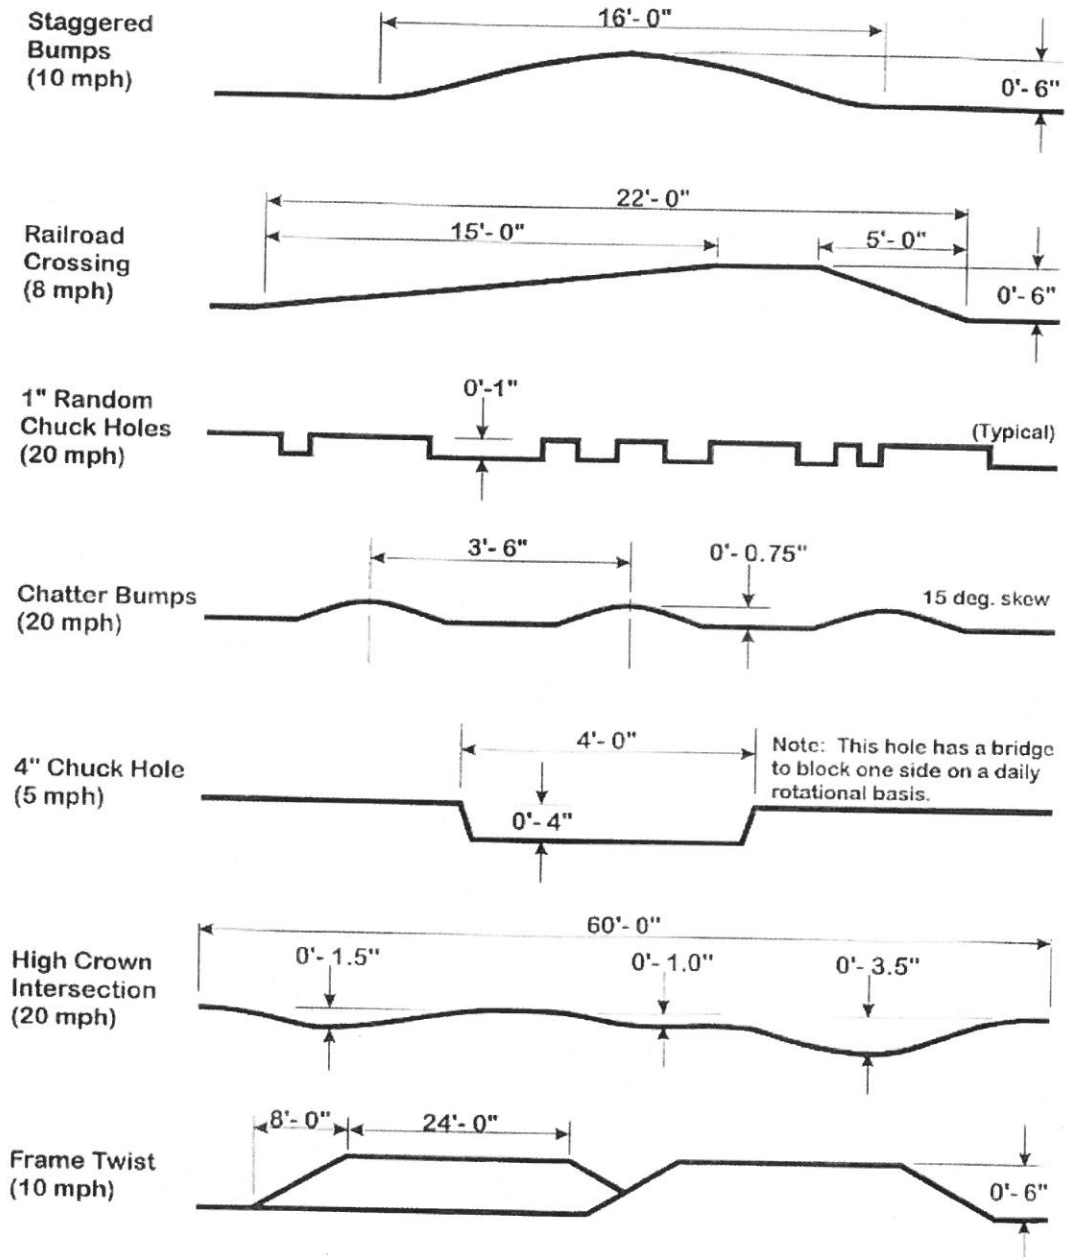 Staggered
Bumps
(10 mph)
16'- 0"
0'- 6"
Railroad
Crossing
(8 mph)
22'- 0"
15'- 0"
5'- 0"
0'- 6"
1" Random
Chuck Holes
(20 mph)
0'-1"
(Typical)
Chatter Bumps
(20 mph)
3'- 6"
0'- 0.75"
15 deg. skew
4" Chuck Hole
(5 mph)
4'- 0"
0'- 4"
Note: This hole has a bridge
to block one side on a daily
rotational basis.
High Crown
Intersection
(20 mph)
60'- 0"
0'- 1.5"
0'- 1.0"
0'- 3.5"
Frame Twist
(10 mph)
8'- 0"
24'- 0"
0'- 6"